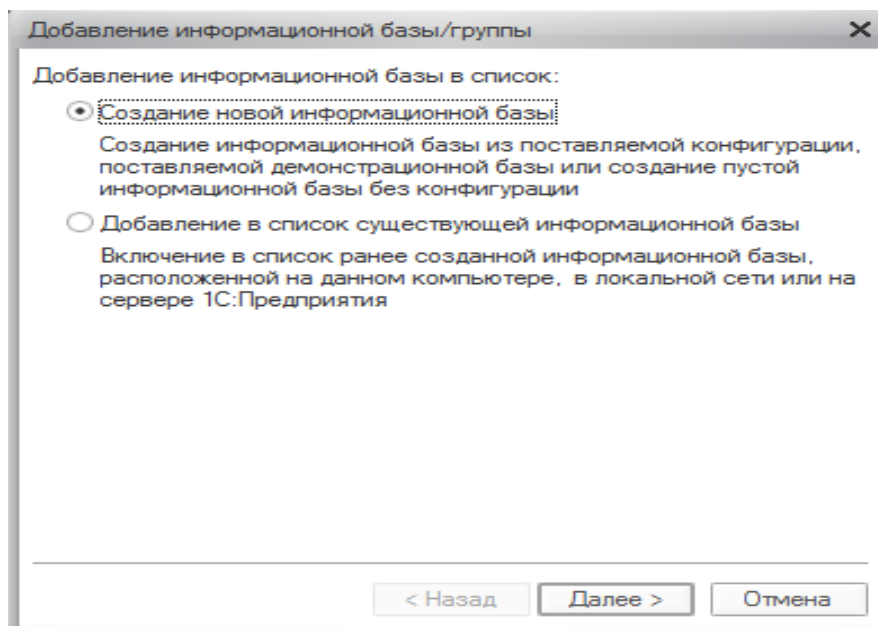 Добавление информационной базы/группы
Добавление информационной базы в список:
Создание новой информационной базы
Создание информационной базы из поставляемой конфигурации,
поставляемой демонстрационной базы или создание пустой
информационной базы без конфигурации
Добавление в список существующей информационной базы
Включение в список ранее созданной информационной базы,
расположенной на данном компьютере, в локальной сети или на
сервере 1С:Предприятия
< Назад Далее > Отмена